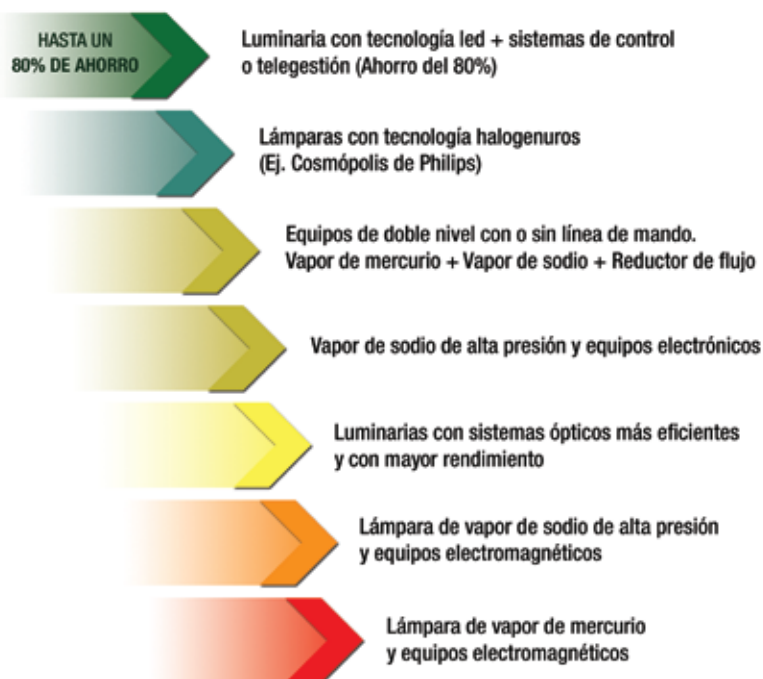 HASTA UN
80% DE AHORRO
Luminaria con tecnología led + sistemas de control
o telegestión (Ahorro del 80%)
Lámparas con tecnología halogenuros
(Ej. Cosmópolis de Philips)
Equipos de doble nivel con o sin línea de mando.
Vapor de mercurio + Vapor de sodio + Reductor de flujo
Vapor de sodio de alta presión y equipos electrónicos
Luminarias con sistemas ópticos más eficientes
y con mayor rendimiento
Lámpara de vapor de sodio de alta presión
y equipos electromagnéticos
Lámpara de vapor de mercurio
y equipos electromagnéticos